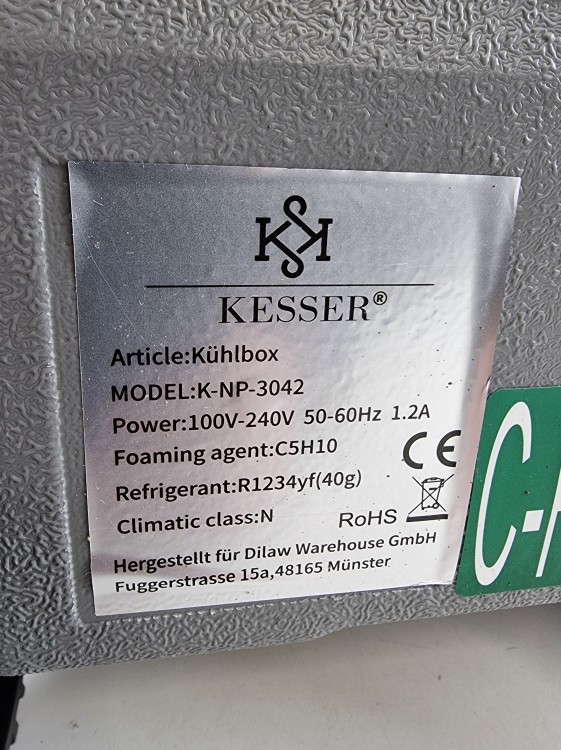 KESSER®
Article:Kühlbox
MODEL:K-NP-3042
Power:100V-240V 50-60Hz 1.2A
Foaming agent:C5H10
CE
Refrigerant:R1234yf(40g)
Climatic class:N
RoHS
Hergestellt für Dilaw Warehouse GmbH
Fuggerstrasse 15a,48165 Münster